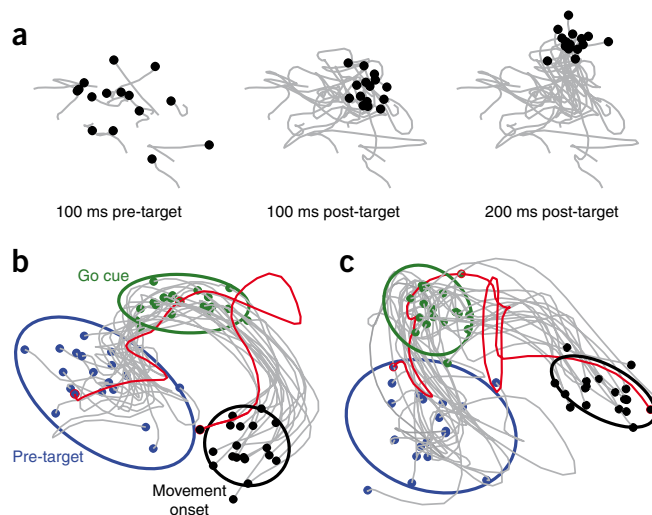 a
100 ms pre-target
100 ms post-target
200 ms post-target
b
c
Go cue
Pre-target
Movement
onset